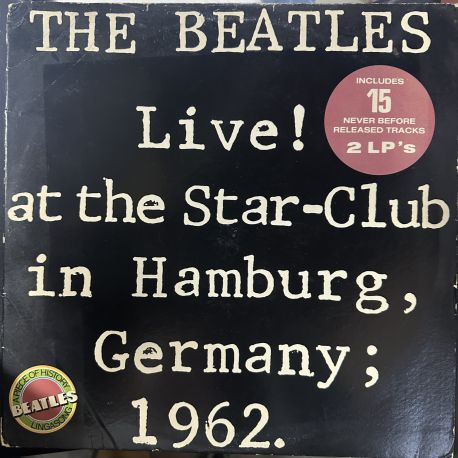 THE BEATLES
INCLUDES
15
NEVER BEFORE
RELEASED TRACKS
2 LP's
Live!
at the Star-Club
in Hamburg,
Germany;
1962.
A PIECE OF HISTORY
BEATLES
LINGASONG